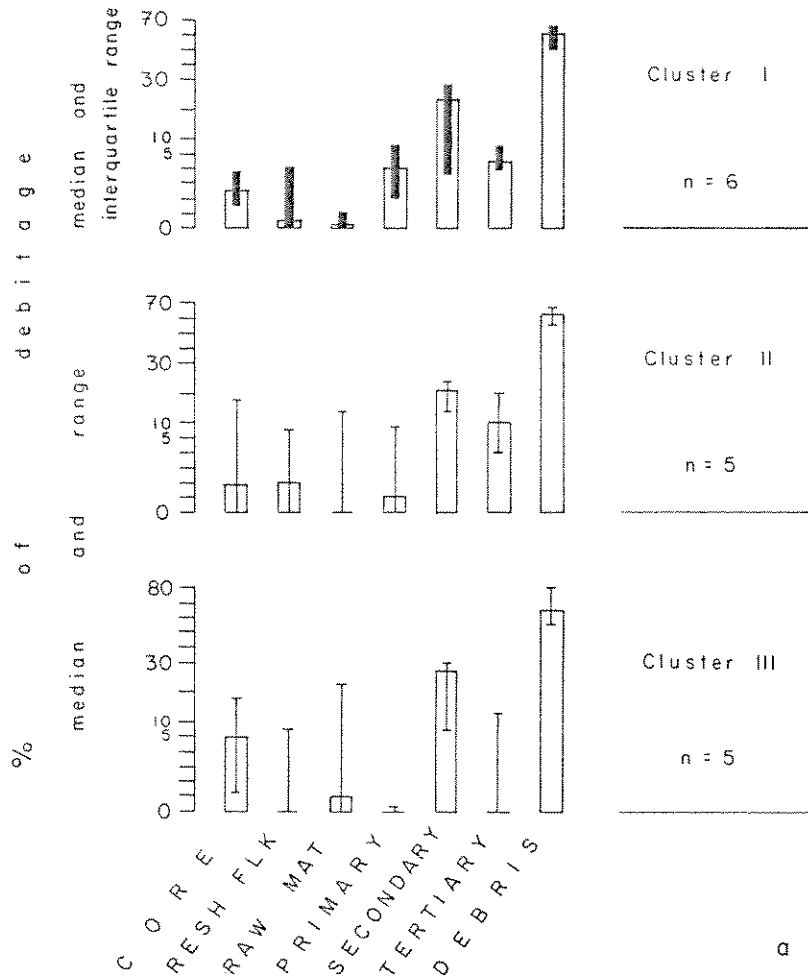 % of debitage
median and interquartile range
70
30
10
5
0
Cluster I
n = 6
median and range
70
30
10
5
0
Cluster II
n = 5
80
30
10
5
0
Cluster III
n = 5
CORE
RESH FLK
RAW MAT
PRIMARY
SECONDARY
TERTIARY
DEBRIS
a